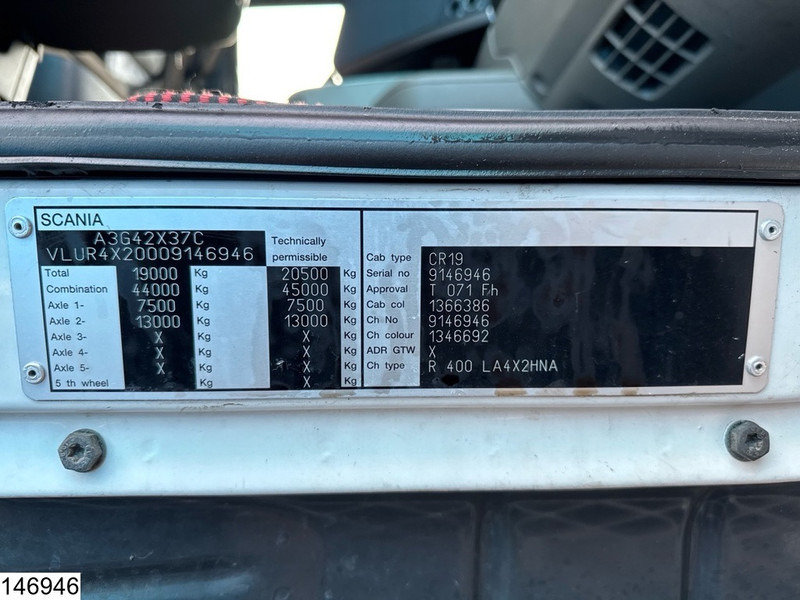 SCANIA
A3G42X37C
VLUR4X20009146946
Technically
permissible
Total 19000 Kg 20500 Kg
Combination 44000 Kg 45000 Kg
Axle 1- 7500 Kg 7500 Kg
Axle 2- 13000 Kg 13000 Kg
Axle 3- X Kg X Kg
Axle 4- X Kg X Kg
Axle 5- X Kg X Kg
5 th wheel Kg X Kg
Cab type CR19
Serial no 9146946
Approval T 071 Fh
Cab col 1366386
Ch No 9146946
Ch colour 1346692
ADR GTW X
Ch type R 400 LA4X2HNA
146946